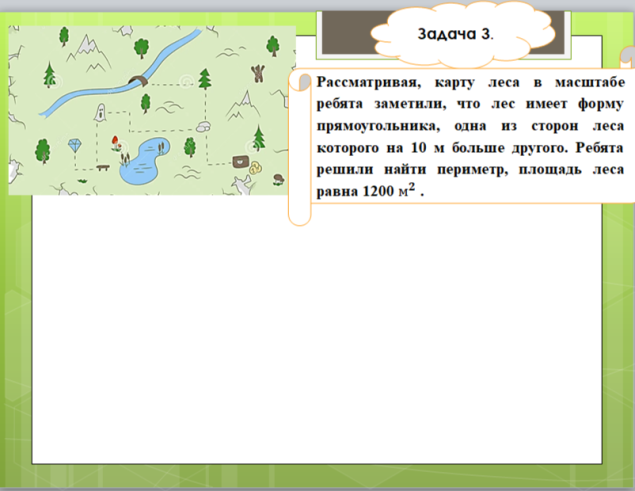 Задача 3.
Рассматривая, карту леса в масштабе
ребята заметили, что лес имеет форму
прямоугольника, одна из сторон леса
которого на 10 м больше другого. Ребята
решили найти периметр, площадь леса
равна 1200 м² .